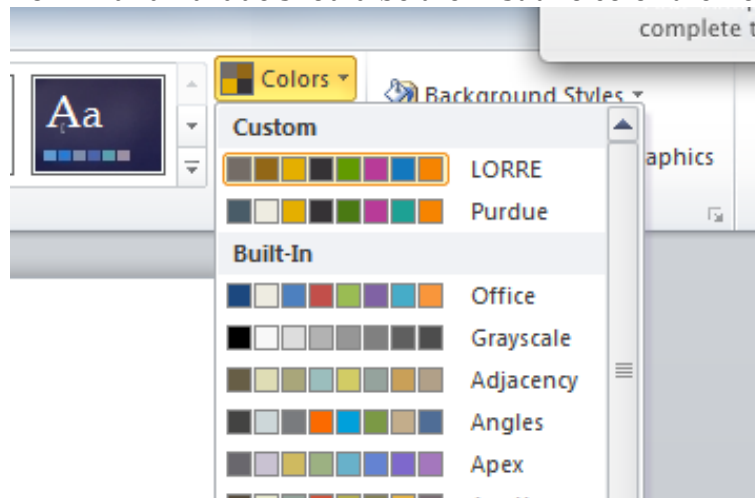 complete t
Aa
Colors
Background Styles
Custom
aphics
LORRE
Purdue
Built-In
Office
Grayscale
Adjacency
Angles
Apex